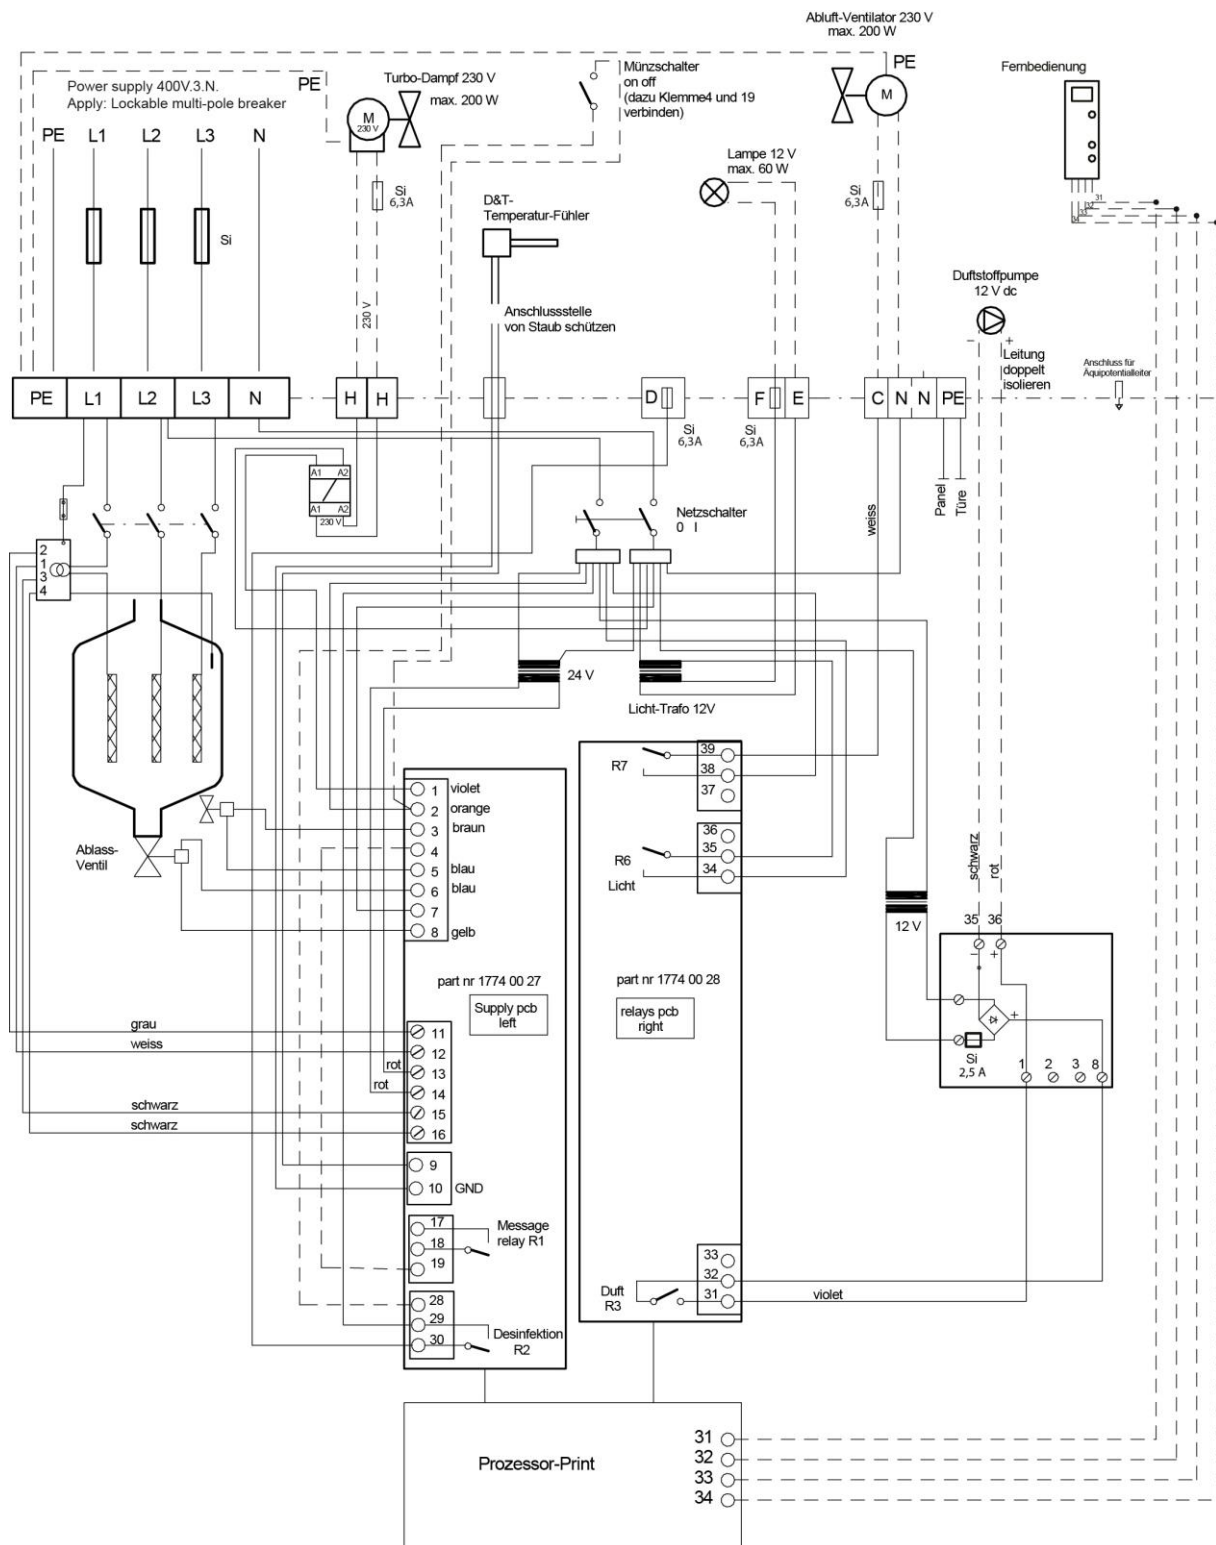 Abluft-Ventilator 230 V
max. 200 W
PE
M
Fernbedienung
31
32
33
34
Power supply 400V.3.N.
Apply: Lockable multi-pole breaker
PE
Turbo-Dampf 230 V
max. 200 W
M
230 V
Münzschalter
on off
(dazu Klemme4 und 19
verbinden)
PE L1 L2 L3 N
Si
Si
6,3A
230 V
D&T-
Temperatur-Fühler
Anschlussstelle
von Staub schützen
Lampe 12 V
max. 60 W
Si
6,3A
Duftstoffpumpe
12 V dc
- +
Leitung
doppelt
isolieren
Anschluss für
Äquipotentialleiter
PE L1 L2 L3 N
H H
D
F E
C N N PE
Si
6,3A
Si
6,3A
A1 A2
A1 A2
230 V
Netzschalter
0 I
weiss
Panel
Türe
2
1
3
4
24 V
Licht-Trafo 12V
Ablass-
Ventil
1 violet
2 orange
3 braun
4
5 blau
6 blau
7
8 gelb
part nr 1774 00 27
Supply pcb
left
grau
weiss
rot
rot
schwarz
schwarz
11
12
13
14
15
16
9
10 GND
17
18
19
Message
relay R1
28
29
30
Desinfektion
R2
R7
39
38
37
36
35
34
R6
Licht
part nr 1774 00 28
relays pcb
right
33
32
31
Duft
R3
violet
schwarz
rot
12 V
35 36
- +
+
Si
2,5 A
1 2 3 8
Prozessor-Print
31
32
33
34